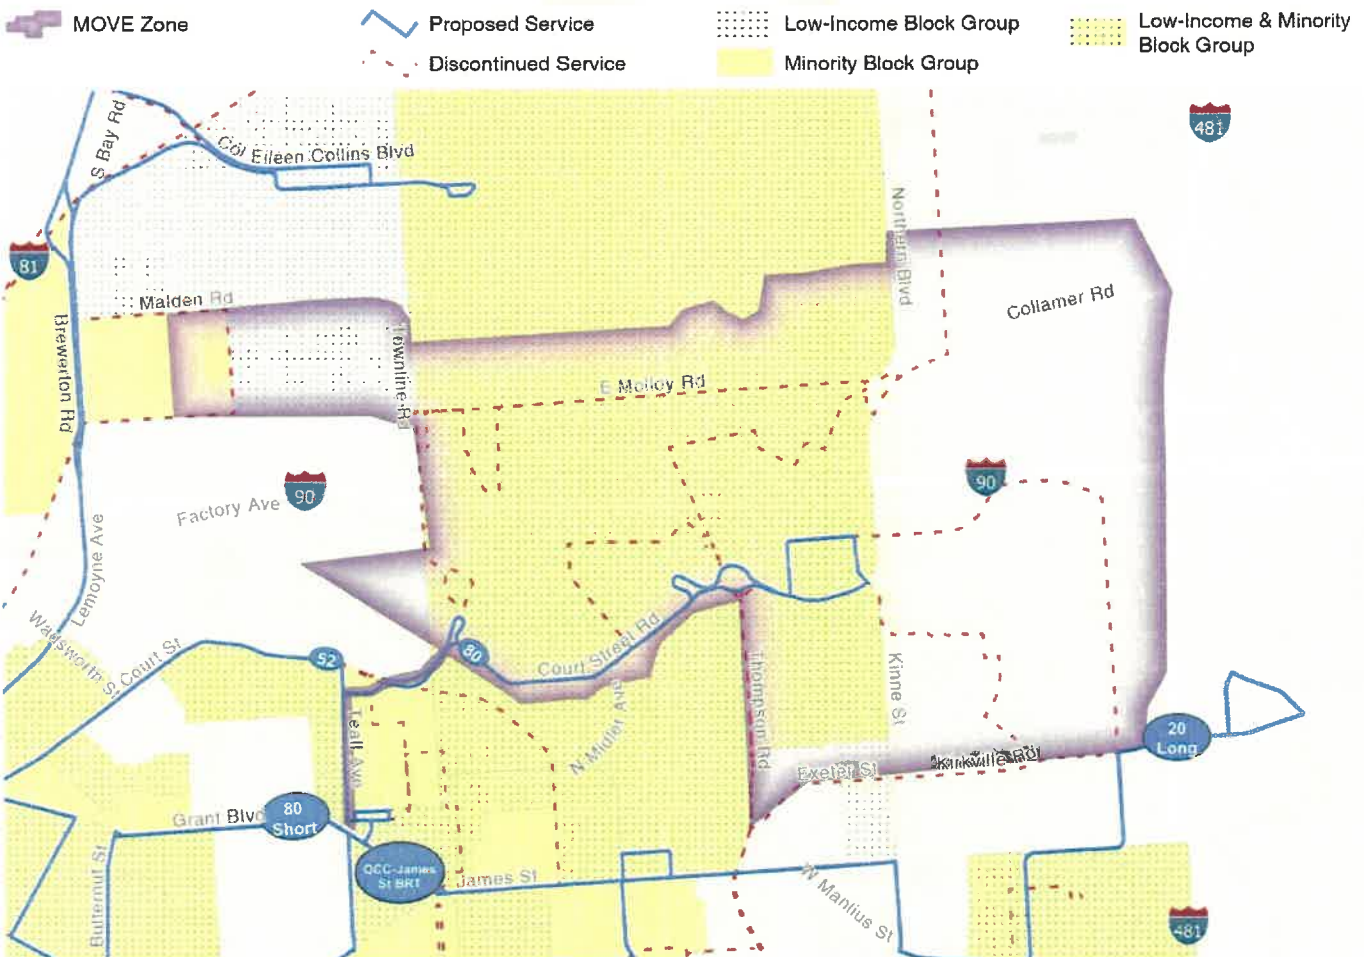 MOVE Zone
Proposed Service
Discontinued Service
Low-Income Block Group
Minority Block Group
Low-Income & Minority
Block Group
481
S Bay Rd
Col Eileen Collins Blvd
Northern Blvd
81
Malden Rd
Collamer Rd
Brewerton Rd
Townline Rd
E Molloy Rd
90
90
Factory Ave
Lemoyne Ave
Wadsworth St
Court St
52
80
Court Street Rd
Thompson Rd
Kinne St
N Midler Av
Teall Ave
20
Long
Exeter St
Kirkville Rd
Grant Blvd
80
Short
OCC-James
St BRT
James St
Butternut St
W Manlius St
481